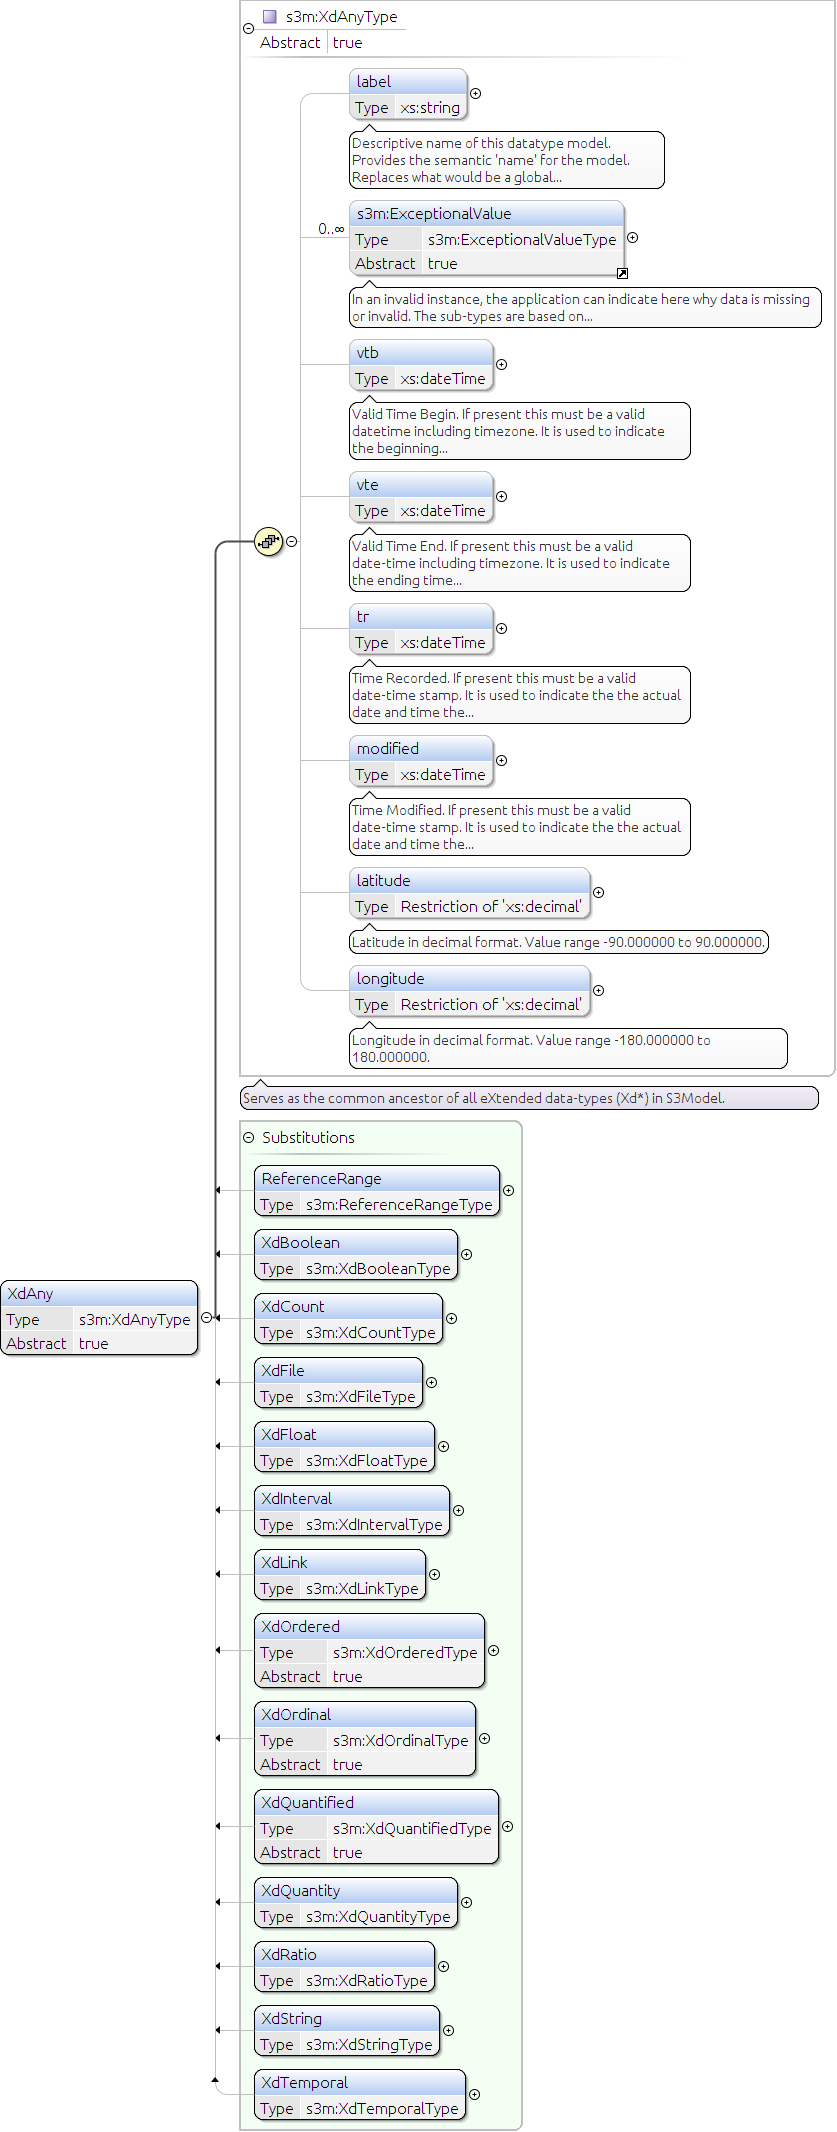 s3m:XdAnyType
Abstract true
label
Type xs:string
Descriptive name of this datatype model.
Provides the semantic 'name' for the model.
Replaces what would be a global...
0..∞
s3m:ExceptionalValue
Type s3m:ExceptionalValueType
Abstract true
In an invalid instance, the application can indicate here why data is missing
or invalid. The sub-types are based on...
vtb
Type xs:dateTime
Valid Time Begin. If present this must be a valid
datetime including timezone. It is used to indicate
the beginning...
vte
Type xs:dateTime
Valid Time End. If present this must be a valid
date-time including timezone. It is used to indicate
the ending time...
tr
Type xs:dateTime
Time Recorded. If present this must be a valid
date-time stamp. It is used to indicate the the actual
date and time the...
modified
Type xs:dateTime
Time Modified. If present this must be a valid
date-time stamp. It is used to indicate the the actual
date and time the...
latitude
Type Restriction of 'xs:decimal'
Latitude in decimal format. Value range -90.000000 to 90.000000.
longitude
Type Restriction of 'xs:decimal'
Longitude in decimal format. Value range -180.000000 to
180.000000.
Serves as the common ancestor of all eXtended data-types (Xd*) in S3Model.
Substitutions
ReferenceRange
Type s3m:ReferenceRangeType
XdBoolean
Type s3m:XdBooleanType
XdAny
Type s3m:XdAnyType
Abstract true
XdCount
Type s3m:XdCountType
XdFile
Type s3m:XdFileType
XdFloat
Type s3m:XdFloatType
XdInterval
Type s3m:XdIntervalType
XdLink
Type s3m:XdLinkType
XdOrdered
Type s3m:XdOrderedType
Abstract true
XdOrdinal
Type s3m:XdOrdinalType
Abstract true
XdQuantified
Type s3m:XdQuantifiedType
Abstract true
XdQuantity
Type s3m:XdQuantityType
XdRatio
Type s3m:XdRatioType
XdString
Type s3m:XdStringType
XdTemporal
Type s3m:XdTemporalType